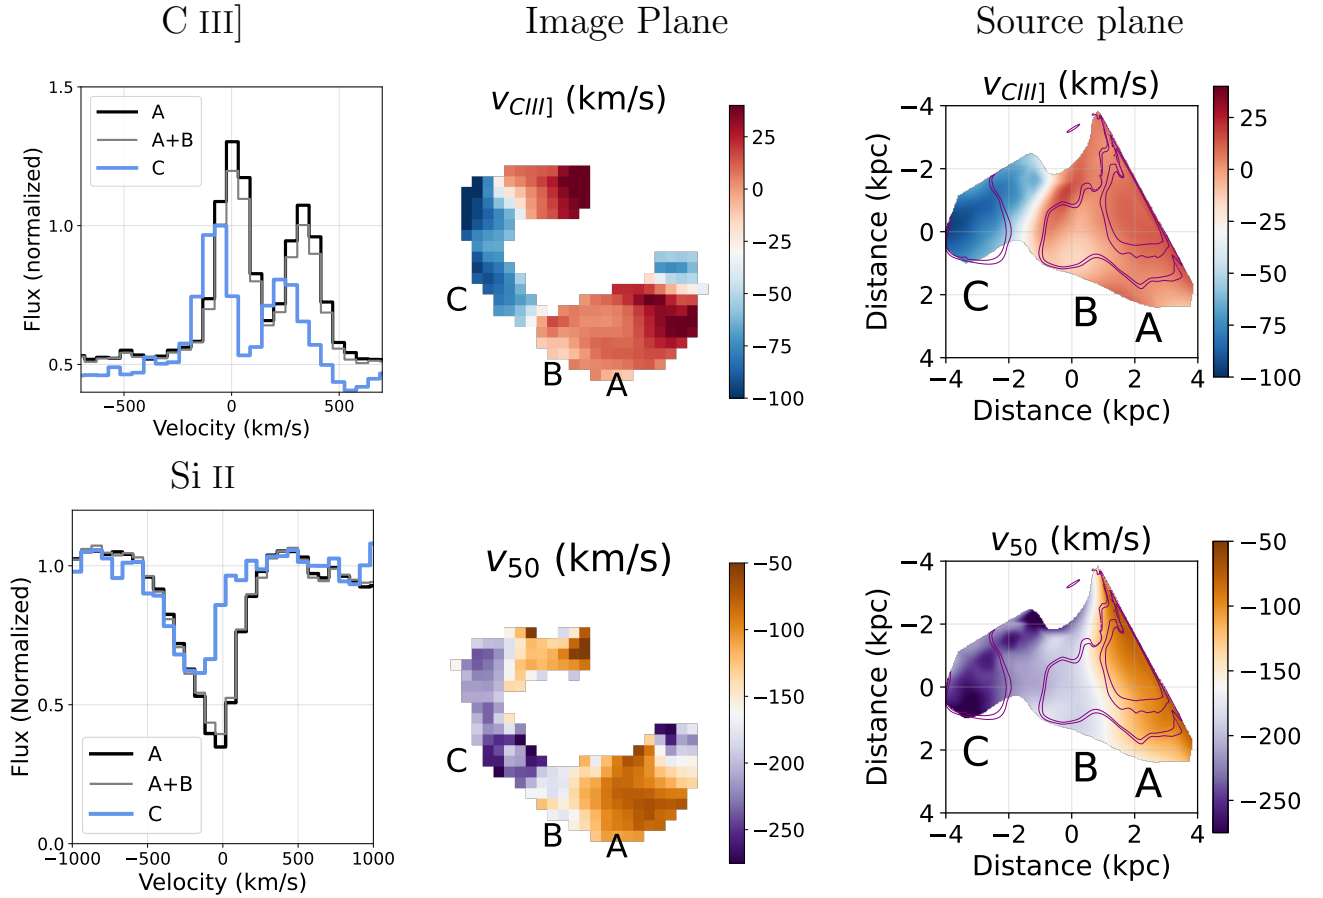 C III]
Image Plane
Source plane
1.5
1.0
0.5
Flux (normalized)
A
A+B
C
−500
0
500
Velocity (km/s)
vCIII] (km/s)
25
0
−25
−50
−75
−100
C
B
A
vCIII] (km/s)
−4
−2
0
2
4
Distance (kpc)
C
B
A
−4
−2
0
2
4
Distance (kpc)
25
0
−25
−50
−75
−100
Si II
1.0
0.5
0.0
Flux (Normalized)
A
A+B
C
−1000
−500
0
500
1000
Velocity (km/s)
v50 (km/s)
−50
−100
−150
−200
−250
C
B
A
v50 (km/s)
−4
−2
0
2
4
Distance (kpc)
C
B
A
−4
−2
0
2
4
Distance (kpc)
−50
−100
−150
−200
−250